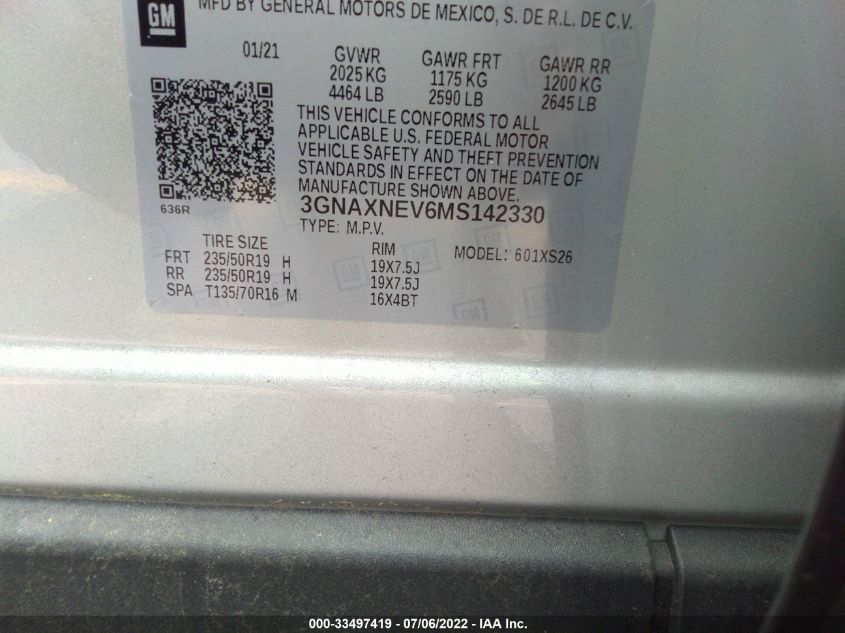 GM
MFD BY GENERAL MOTORS DE MEXICO, S. DE R.L. DE C.V.
01/21
GVWR GAWR FRT GAWR RR
2025 KG 1175 KG 1200 KG
4464 LB 2590 LB 2645 LB
THIS VEHICLE CONFORMS TO ALL
APPLICABLE U.S. FEDERAL MOTOR
VEHICLE SAFETY AND THEFT PREVENTION
STANDARDS IN EFFECT ON THE DATE OF
MANUFACTURE SHOWN ABOVE.
636R
3GNAXNEV6MS142330
TYPE: M.P.V.
TIRE SIZE RIM MODEL: 601XS26
FRT 235/50R19 H 19X7.5J
RR 235/50R19 H 19X7.5J
SPA T135/70R16 M 16X4BT
000-33497419 - 07/06/2022 - IAA Inc.